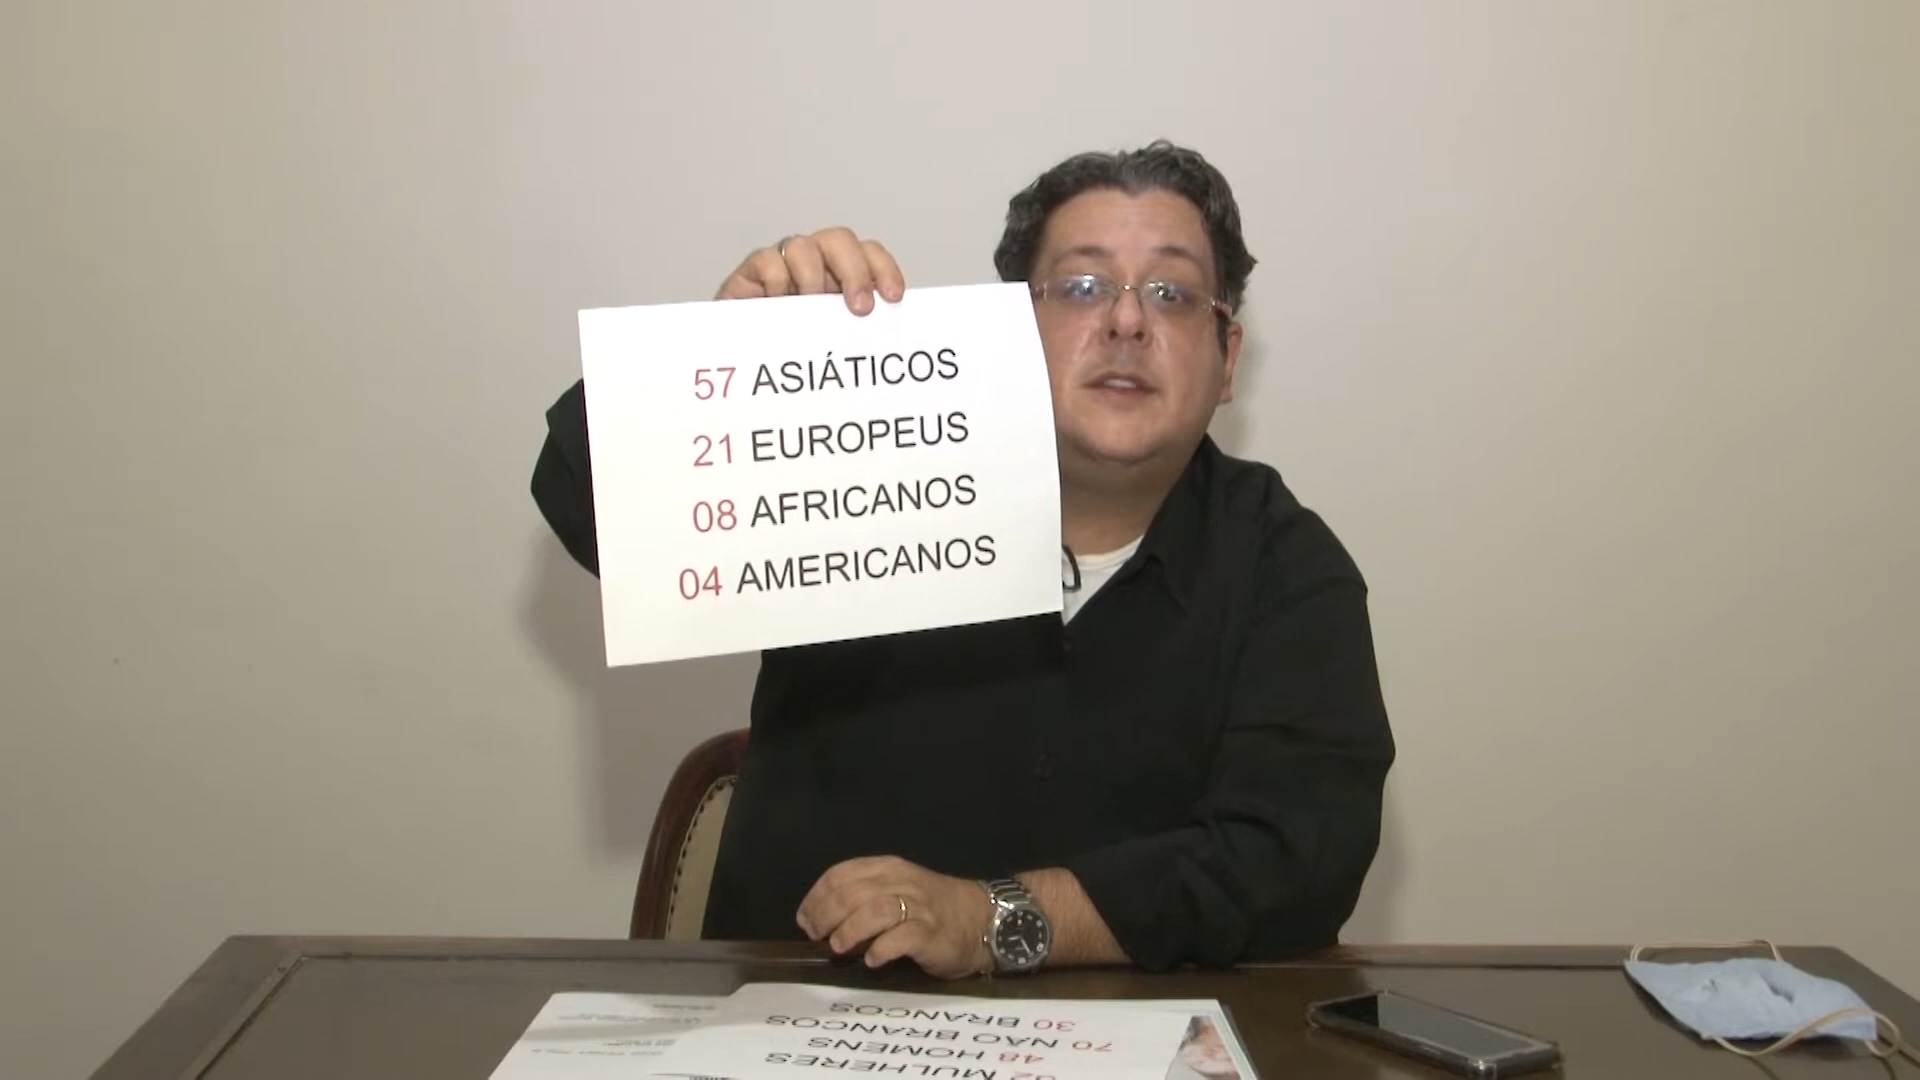 57 ASIÁTICOS
21 EUROPEUS
08 AFRICANOS
04 AMERICANOS
MULHERES
48 HOMENS
70 NÃO BRANCOS
30 BRANCOS